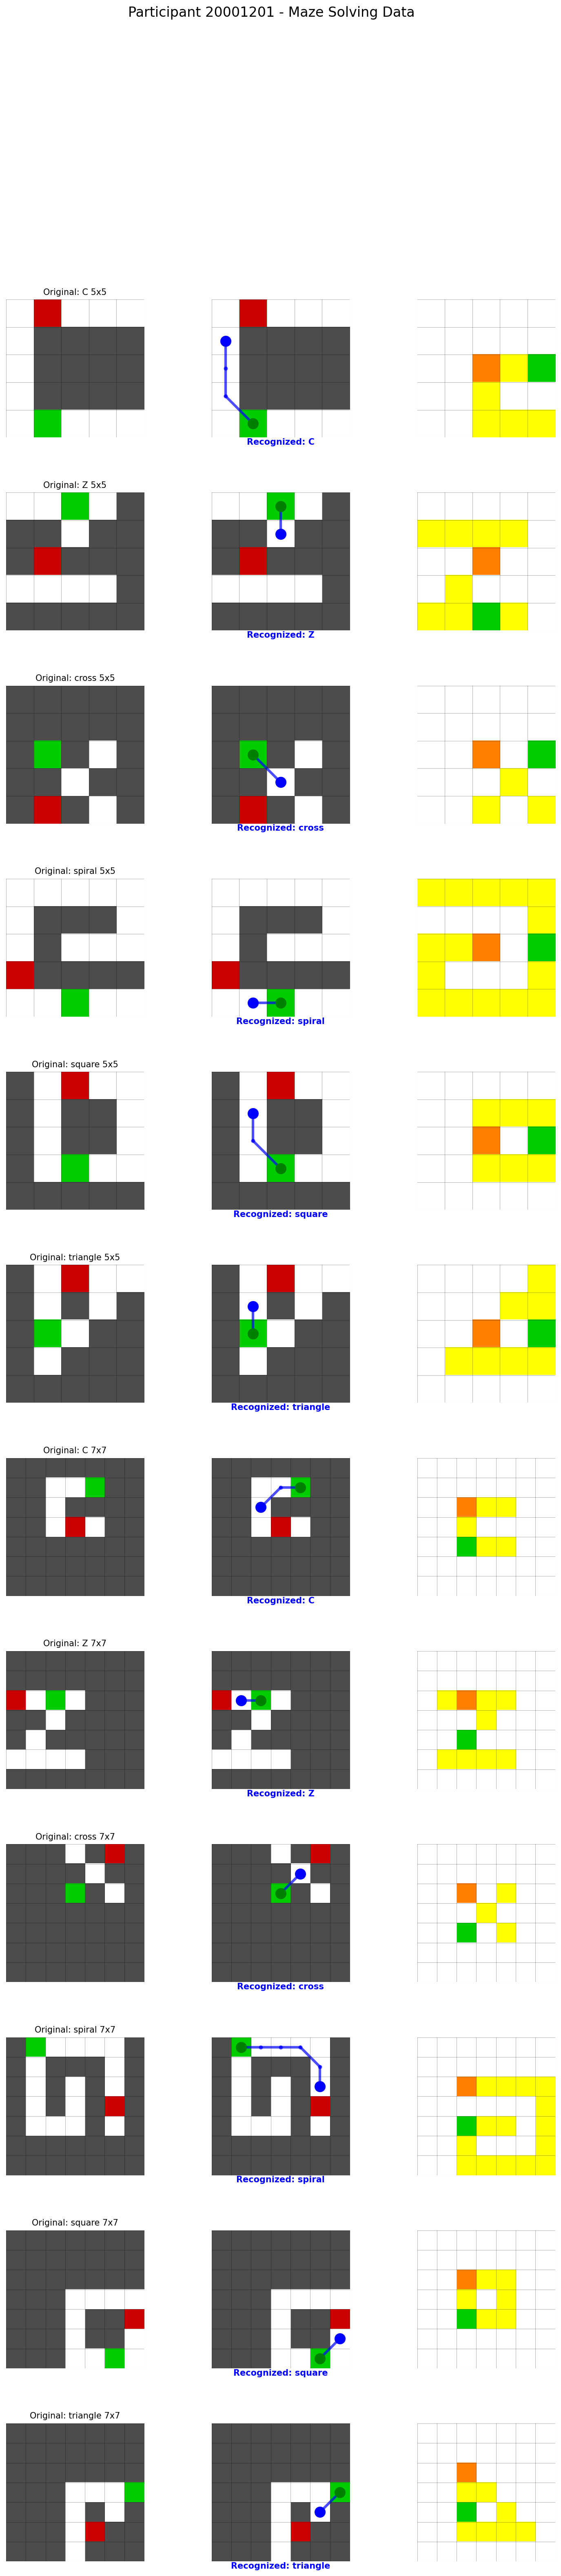 Participant 20001201 - Maze Solving Data
Original: C 5x5
Recognized: C
Original: Z 5x5
Recognized: Z
Original: cross 5x5
Recognized: cross
Original: spiral 5x5
Recognized: spiral
Original: square 5x5
Recognized: square
Original: triangle 5x5
Recognized: triangle
Original: C 7x7
Recognized: C
Original: Z 7x7
Recognized: Z
Original: cross 7x7
Recognized: cross
Original: spiral 7x7
Recognized: spiral
Original: square 7x7
Recognized: square
Original: triangle 7x7
Recognized: triangle